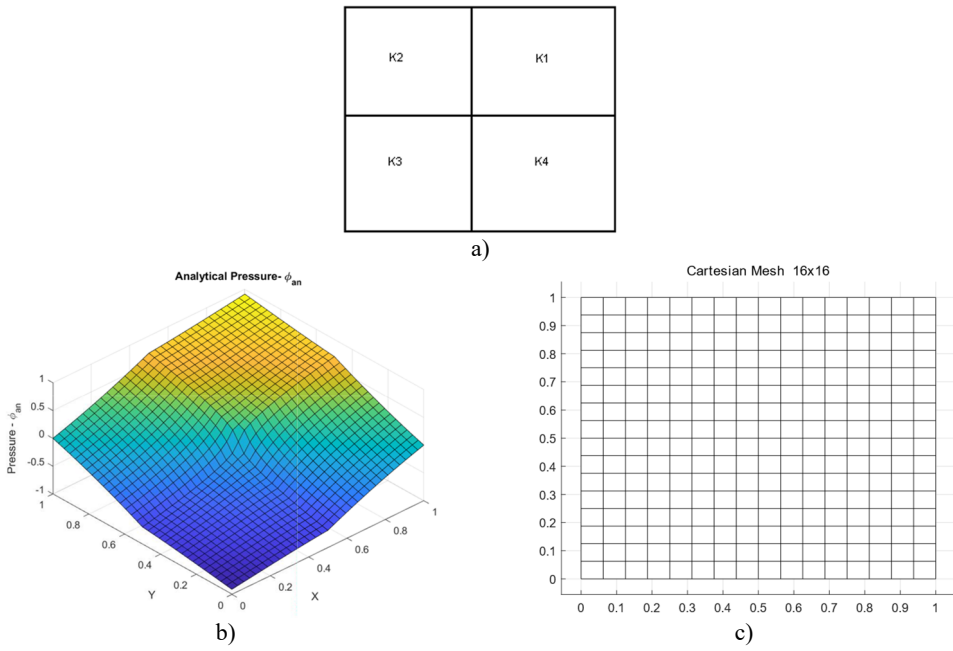 K2 K1
K3 K4
a)
Analytical Pressure- ϕan
Pressure - ϕan
1
0.5
0
-0.5
-1
1
0.8
0.6
0.4
0.2
0
Y
0
0.2
0.4
0.6
0.8
1
X
b)
Cartesian Mesh 16x16
1
0.9
0.8
0.7
0.6
0.5
0.4
0.3
0.2
0.1
0
0 0.1 0.2 0.3 0.4 0.5 0.6 0.7 0.8 0.9 1
c)